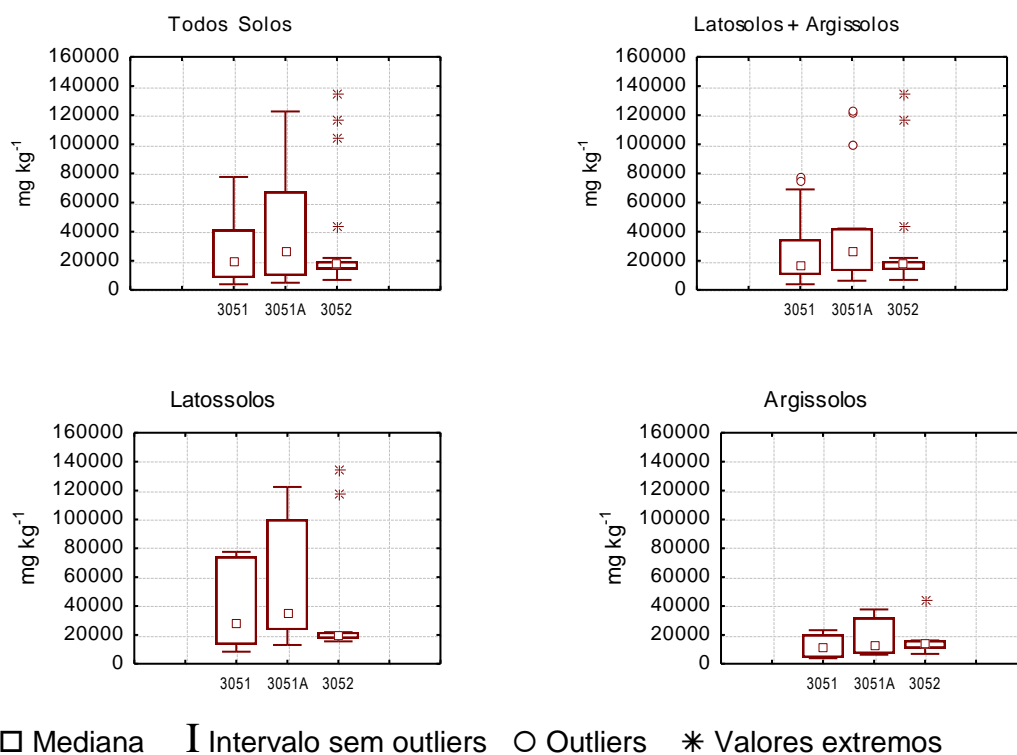 Todos Solos
160000
140000
120000
100000
80000
60000
40000
20000
0
mg kg-1
3051 3051A 3052
Latosolos + Argissolos
160000
140000
120000
100000
80000
60000
40000
20000
0
mg kg-1
3051 3051A 3052
Latossolos
160000
140000
120000
100000
80000
60000
40000
20000
0
mg kg-1
3051 3051A 3052
Argissolos
160000
140000
120000
100000
80000
60000
40000
20000
0
mg kg-1
3051 3051A 3052
Mediana Intervalo sem outliers Outliers Valores extremos